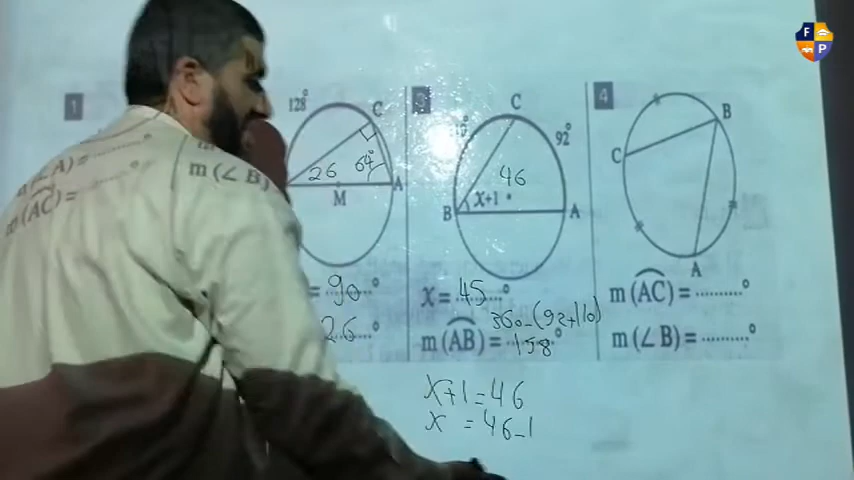 F P
1
3
4
128°
C
26
64°
M
A
C
92°
46
B
x+1
A
B
C
A
m(∠A) = ..........°
m(∠B)
m(AC) =
= 90 °
26 °
x = 45 °
360-(92+110)
m(AB) = 158 °
m(AC) = ..........°
m(∠B) = ..........°
x+1=46
x =46-1